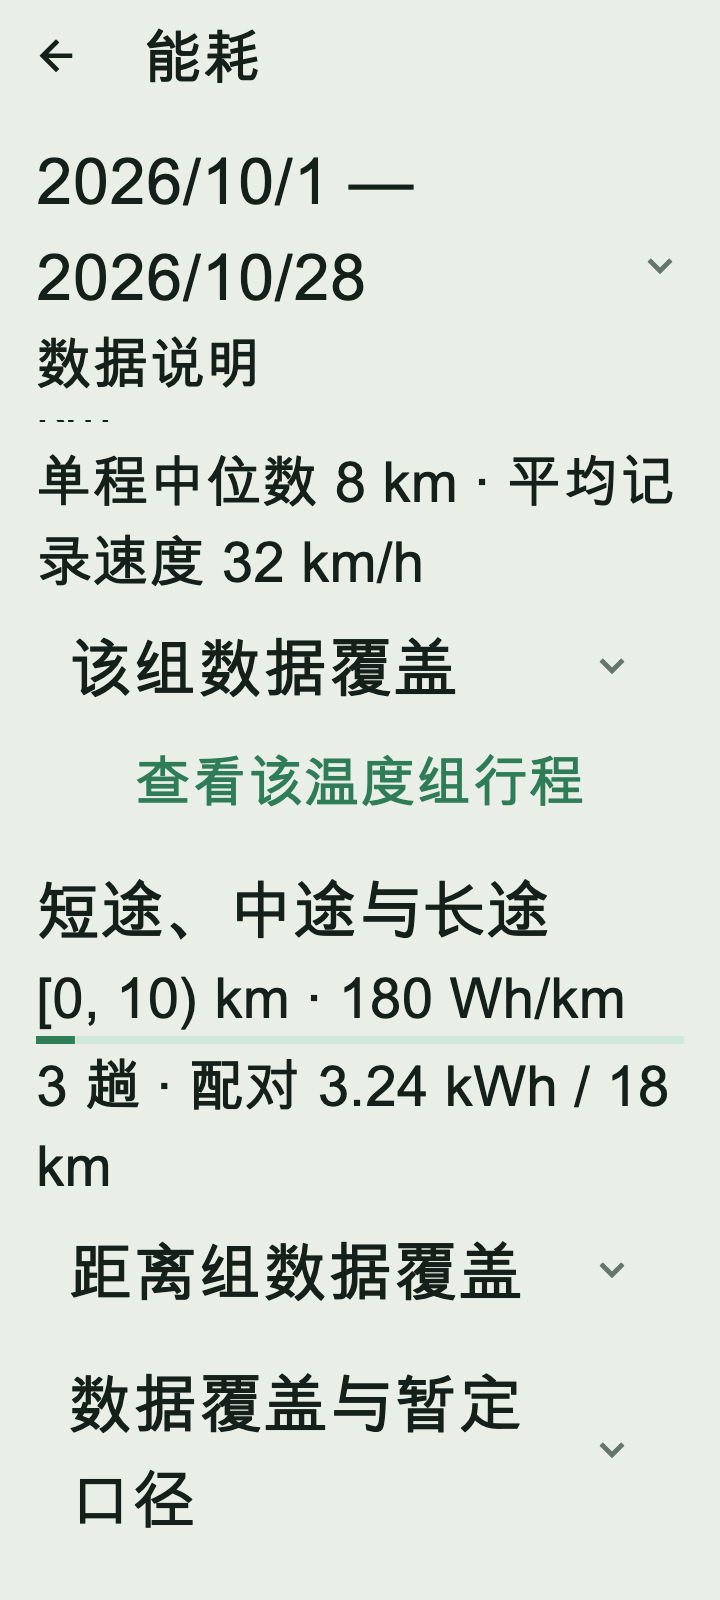 能耗
2026/10/1 —
2026/10/28
数据说明
单程中位数 8 km · 平均记
录速度 32 km/h
该组数据覆盖
查看该温度组行程
短途、中途与长途
[0, 10) km · 180 Wh/km
3 趟 · 配对 3.24 kWh / 18
km
距离组数据覆盖
数据覆盖与暂定
口径